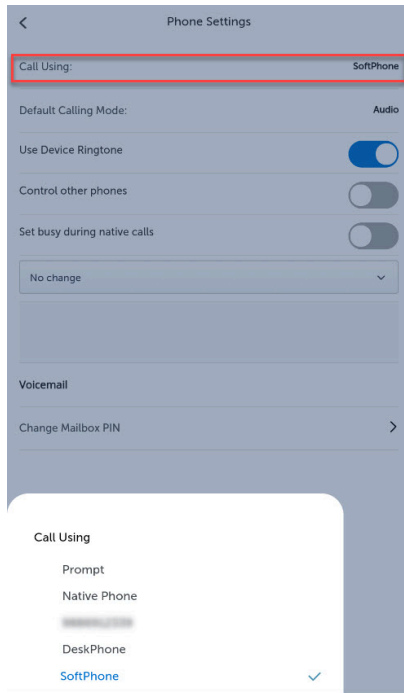 Phone Settings
Call Using: SoftPhone
Default Calling Mode: Audio
Use Device Ringtone
Control other phones
Set busy during native calls
No change
Voicemail
Change Mailbox PIN
Call Using
Prompt
Native Phone
DeskPhone
SoftPhone